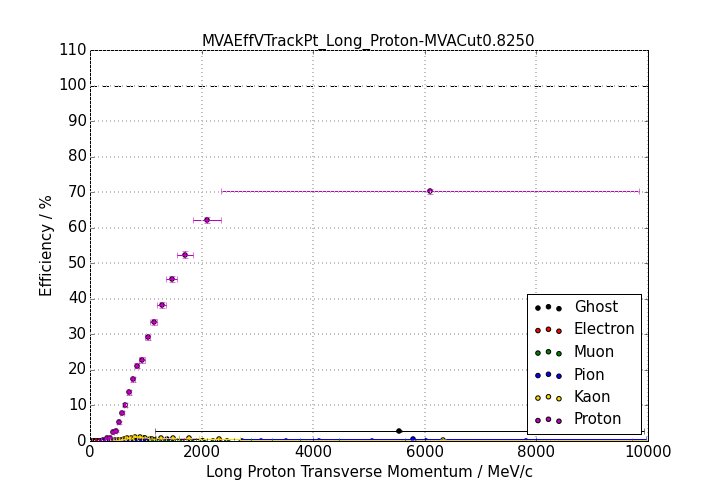 MVAEffVTrackPt_Long_Proton-MVACut0.8250
110
100
90
80
70
60
50
40
30
20
10
0
Efficiency / %
Ghost
Electron
Muon
Pion
Kaon
Proton
0 2000 4000 6000 8000 10000
Long Proton Transverse Momentum / MeV/c